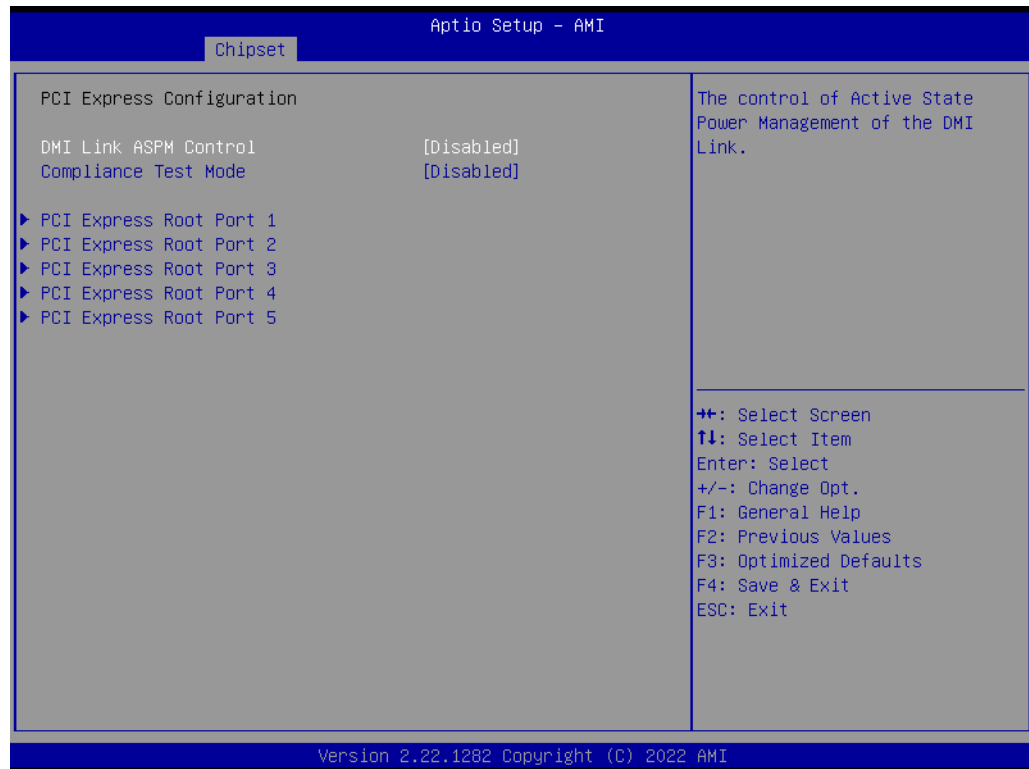 Aptio Setup – AMI
Chipset
PCI Express Configuration
DMI Link ASPM Control [Disabled]
Compliance Test Mode [Disabled]
PCI Express Root Port 1
PCI Express Root Port 2
PCI Express Root Port 3
PCI Express Root Port 4
PCI Express Root Port 5
The control of Active State
Power Management of the DMI
Link.
→←: Select Screen
↑↓: Select Item
Enter: Select
+/-: Change Opt.
F1: General Help
F2: Previous Values
F3: Optimized Defaults
F4: Save & Exit
ESC: Exit
Version 2.22.1282 Copyright (C) 2022 AMI